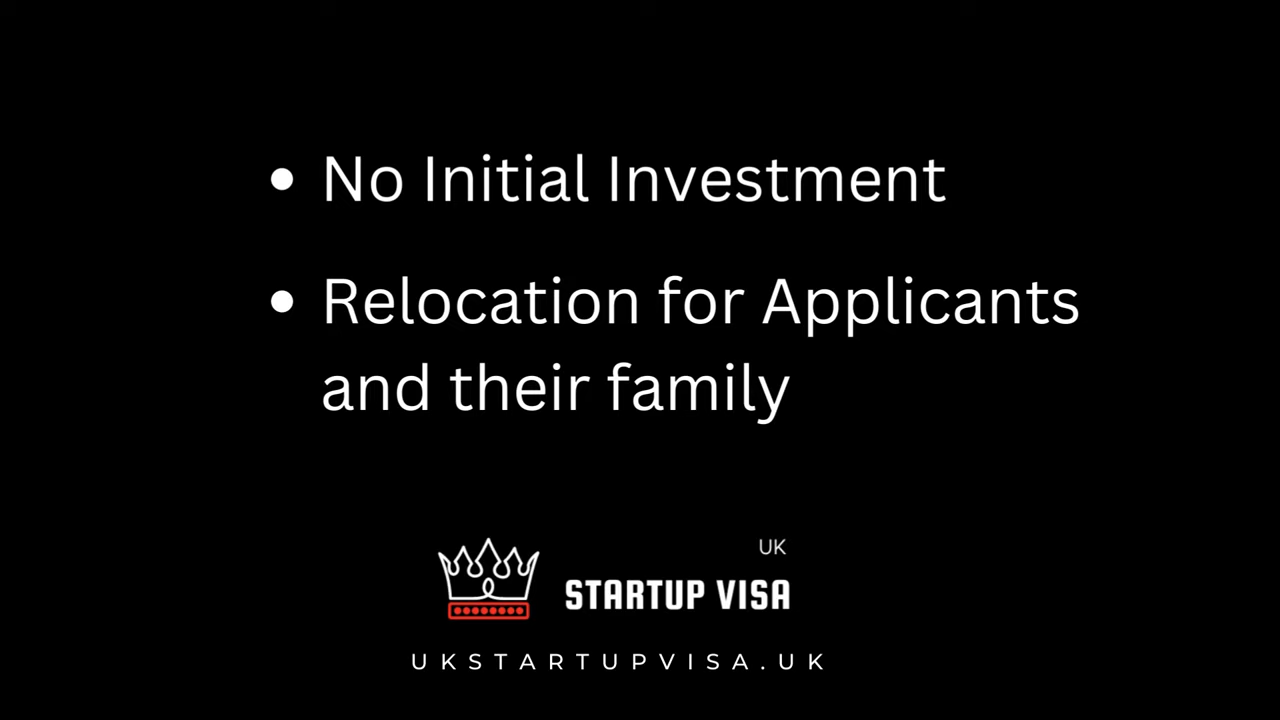 • No Initial Investment
• Relocation for Applicants
and their family
UK
STARTUP VISA
UKSTARTUPVISA.UK